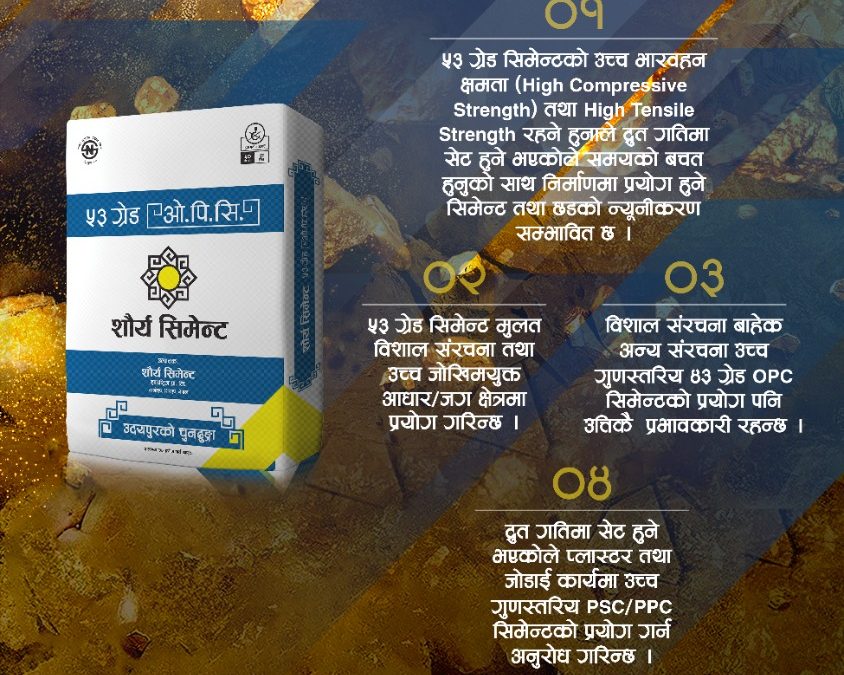 ०१
५३ ग्रेड सिमेन्टको उच्च भारवहन
क्षमता (High Compressive
Strength) तथा High Tensile
Strength रहने हुनाले द्रुत गतिमा
सेट हुने भएकोले समयको बचत
हुनुको साथ निर्माणमा प्रयोग हुने
सिमेन्ट तथा छडको न्यूनीकरण
सम्भावित छ ।
०२
५३ ग्रेड सिमेन्ट मुलत
विशाल संरचना तथा
उच्च जोखिमयुक्त
आधार/जग क्षेत्रमा
प्रयोग गरिन्छ ।
०३
विशाल संरचना बाहेक
अन्य संरचना उच्च
गुणस्तरिय ४३ ग्रेड OPC
सिमेन्टको प्रयोग पनि
उत्तिकै प्रभावकारी रहन्छ ।
०४
द्रुत गतिमा सेट हुने
भएकोले प्लास्टर तथा
जोडाई कार्यमा उच्च
गुणस्तरिय PSC/PPC
सिमेन्टको प्रयोग गर्न
अनुरोध गरिन्छ ।
५३ ग्रेड ओ.पि.सि.
शौर्य सिमेन्ट
शौर्य सिमेन्ट
उदयपुरको चुनढुङ्गा
५३ ग्रेड ओ.पि.सि.
शौर्य सिमेन्ट